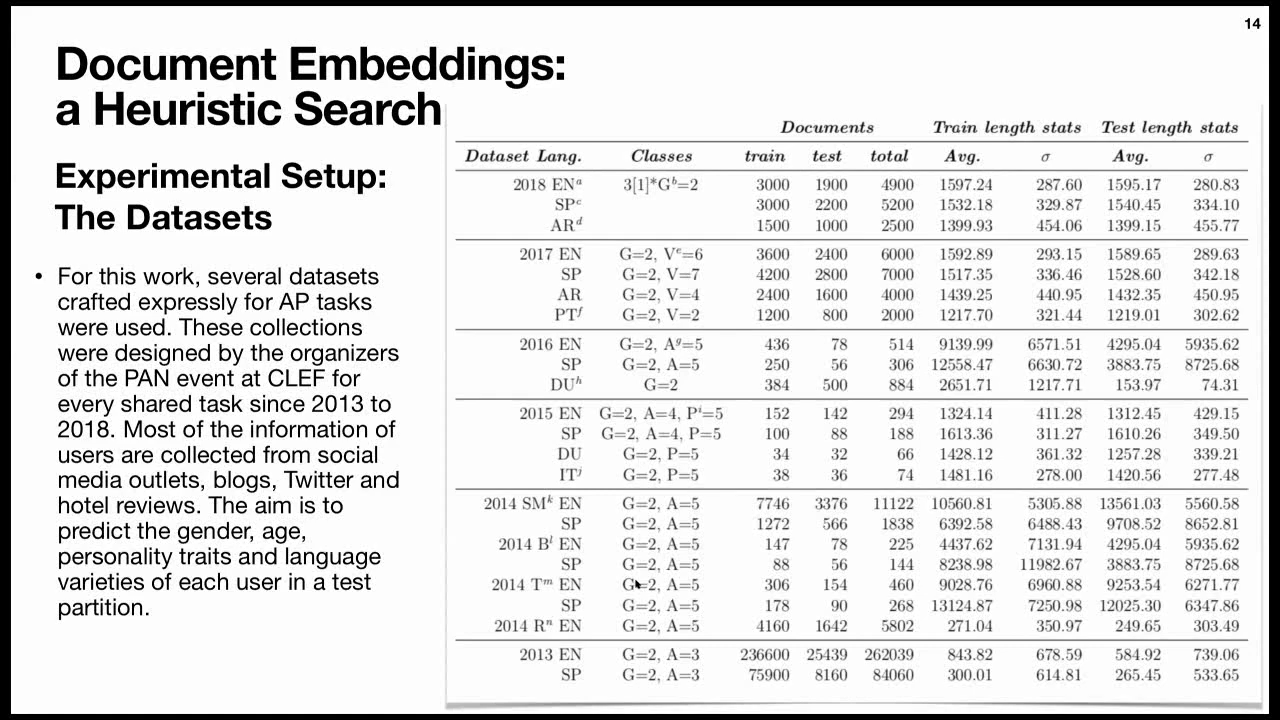 14
Document Embeddings:
a Heuristic Search
Experimental Setup:
The Datasets
• For this work, several datasets
crafted expressly for AP tasks
were used. These collections
were designed by the organizers
of the PAN event at CLEF for
every shared task since 2013 to
2018. Most of the information of
users are collected from social
media outlets, blogs, Twitter and
hotel reviews. The aim is to
predict the gender, age,
personality traits and language
varieties of each user in a test
partition.
Documents Train length stats Test length stats
Dataset Lang. Classes train test total Avg. σ Avg. σ
2018 ENᵃ 3[1]*Gᵇ=2 3000 1900 4900 1597.24 287.60 1595.17 280.83
SPᶜ 3000 2200 5200 1532.18 329.87 1540.45 334.10
ARᵈ 1500 1000 2500 1399.93 454.06 1399.15 455.77
2017 EN G=2, Vᵉ=6 3600 2400 6000 1592.89 293.15 1589.65 289.63
SP G=2, V=7 4200 2800 7000 1517.35 336.46 1528.60 342.18
AR G=2, V=4 2400 1600 4000 1439.25 440.95 1432.35 450.95
PTᶠ G=2, V=2 1200 800 2000 1217.70 321.44 1219.01 302.62
2016 EN G=2, Aᵍ=5 436 78 514 9139.99 6571.51 4295.04 5935.62
SP G=2, A=5 250 56 306 12558.47 6630.72 3883.75 8725.68
DUʰ G=2 384 500 884 2651.71 1217.71 153.97 74.31
2015 EN G=2, A=4, Pⁱ=5 152 142 294 1324.14 411.28 1312.45 429.15
SP G=2, A=4, P=5 100 88 188 1613.36 311.27 1610.26 349.50
DU G=2, P=5 34 32 66 1428.12 361.32 1257.28 339.21
ITʲ G=2, P=5 38 36 74 1481.16 278.00 1420.56 277.48
2014 SMᵏ EN G=2, A=5 7746 3376 11122 10560.81 5305.88 13561.03 5560.58
SP G=2, A=5 1272 566 1838 6392.58 6488.43 9708.52 8652.81
2014 Bˡ EN G=2, A=5 147 78 225 4437.62 7131.94 4295.04 5935.62
SP G=2, A=5 88 56 144 8238.98 11982.67 3883.75 8725.68
2014 Tᵐ EN G=2, A=5 306 154 460 9028.76 6960.88 9253.54 6271.77
SP G=2, A=5 178 90 268 13124.87 7250.98 12025.30 6347.86
2014 Rⁿ EN G=2, A=5 4160 1642 5802 271.04 350.97 249.65 303.49
2013 EN G=2, A=3 236600 25439 262039 843.82 678.59 584.92 739.06
SP G=2, A=3 75900 8160 84060 300.01 614.81 265.45 533.65